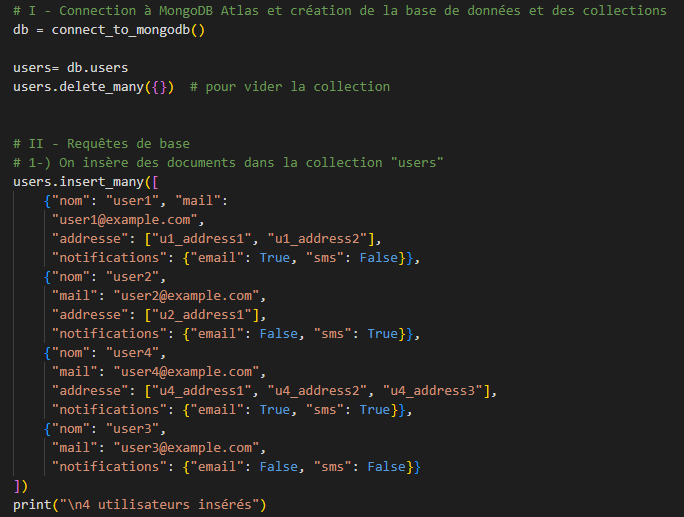 # I - Connection à MongoDB Atlas et création de la base de données et des collections
db = connect_to_mongodb()
users= db.users
users.delete_many({})  # pour vider la collection
# II - Requêtes de base
# 1-) On insère des documents dans la collection "users"
users.insert_many([
    {"nom": "user1", "mail":
     "user1@example.com",
     "addresse": ["u1_address1", "u1_address2"],
     "notifications": {"email": True, "sms": False}},
    {"nom": "user2",
     "mail": "user2@example.com",
     "addresse": ["u2_address1"],
     "notifications": {"email": False, "sms": True}},
    {"nom": "user4",
     "mail": "user4@example.com",
     "addresse": ["u4_address1", "u4_address2", "u4_address3"],
     "notifications": {"email": True, "sms": True}},
    {"nom": "user3",
     "mail": "user3@example.com",
     "notifications": {"email": False, "sms": False}}
])
print("\n4 utilisateurs insérés")